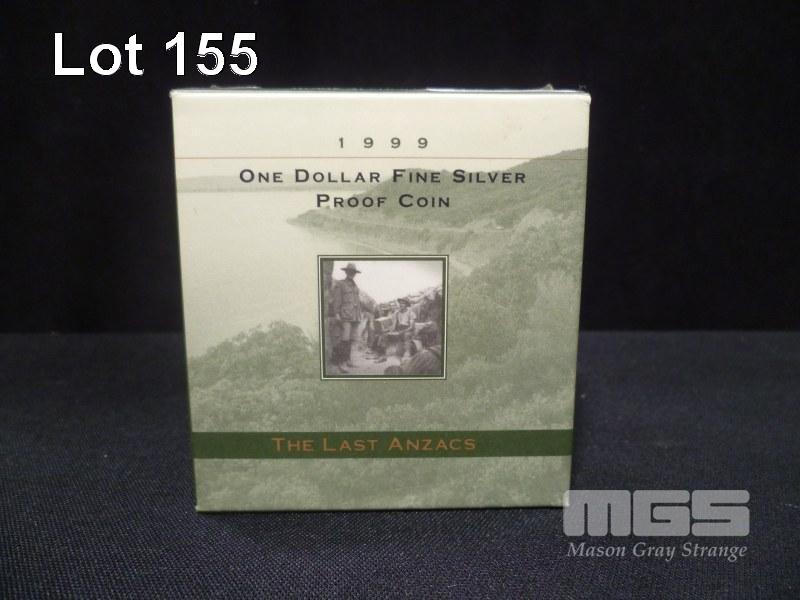 Lot 155
1999
ONE DOLLAR FINE SILVER
PROOF COIN
THE LAST ANZACS
MGS
Mason Gray Strange